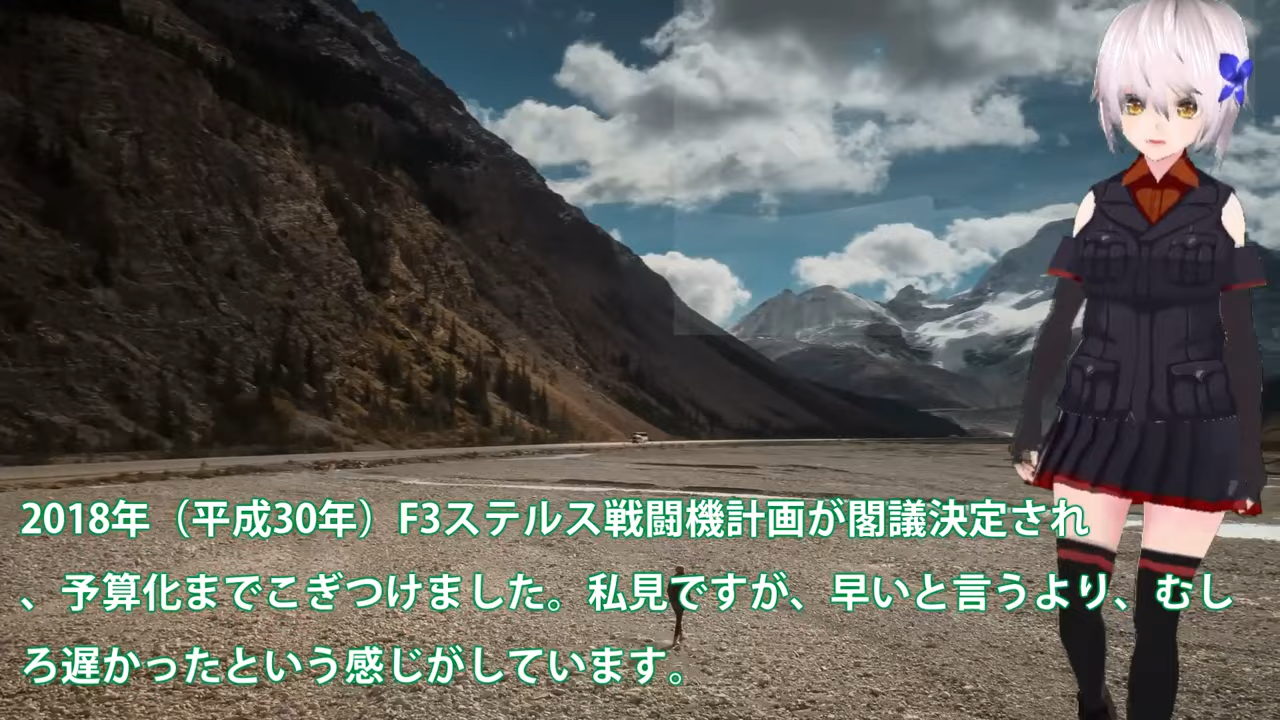 2018年（平成30年）F3ステルス戦闘機計画が閣議決定され
、予算化までこぎつけました。私見ですが、早いと言うより、むし
ろ遅かったという感じがしています。